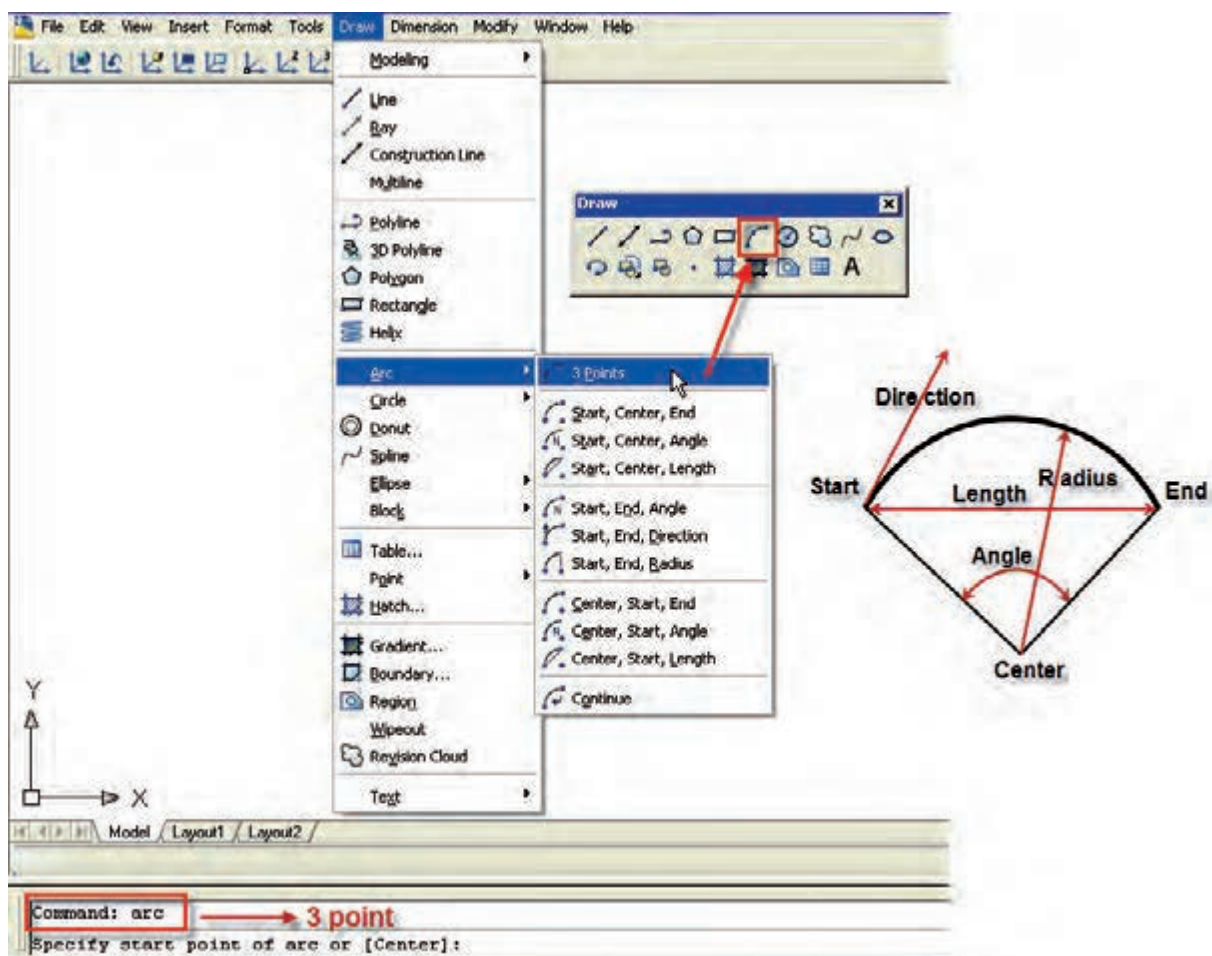 File Edit View Insert Format Tools Draw Dimension Modify Window Help
Modeling
Line
Ray
Construction Line
Multiline
Polyline
3D Polyline
Polygon
Rectangle
Helix
Arc
Circle
Donut
Spline
Ellipse
Block
Table...
Point
Hatch...
Gradient...
Boundary...
Region
Wipeout
Revision Cloud
Text
Draw
A
3 Points
Start, Center, End
Start, Center, Angle
Start, Center, Length
Start, End, Angle
Start, End, Direction
Start, End, Radius
Center, Start, End
Center, Start, Angle
Center, Start, Length
Continue
Direction
Start
Length
Radius
End
Angle
Center
Y
X
Model Layout1 Layout2
Command: arc
3 point
Specify start point of arc or [Center]: